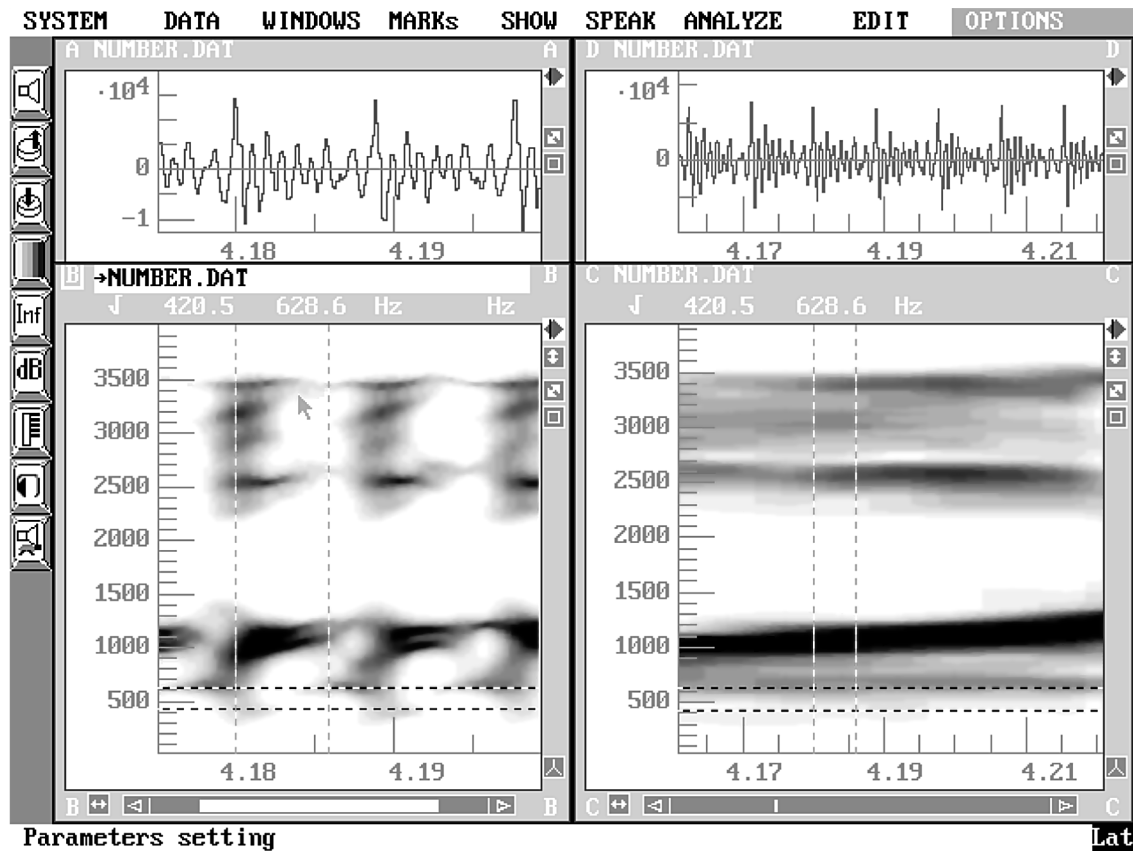 SYSTEM DATA WINDOWS MARKs SHOW SPEAK ANALYZE EDIT OPTIONS
A NUMBER.DAT A
·10⁴
0
-1
4.18 4.19
D NUMBER.DAT D
·10⁴
0
4.17 4.19 4.21
Inf
dB
B →NUMBER.DAT B
√ 420.5 628.6 Hz Hz
3500
3000
2500
2000
1500
1000
500
4.18 4.19
B B
C NUMBER.DAT C
√ 420.5 628.6 Hz
3500
3000
2500
2000
1500
1000
500
4.17 4.19 4.21
C C
Parameters setting Lat